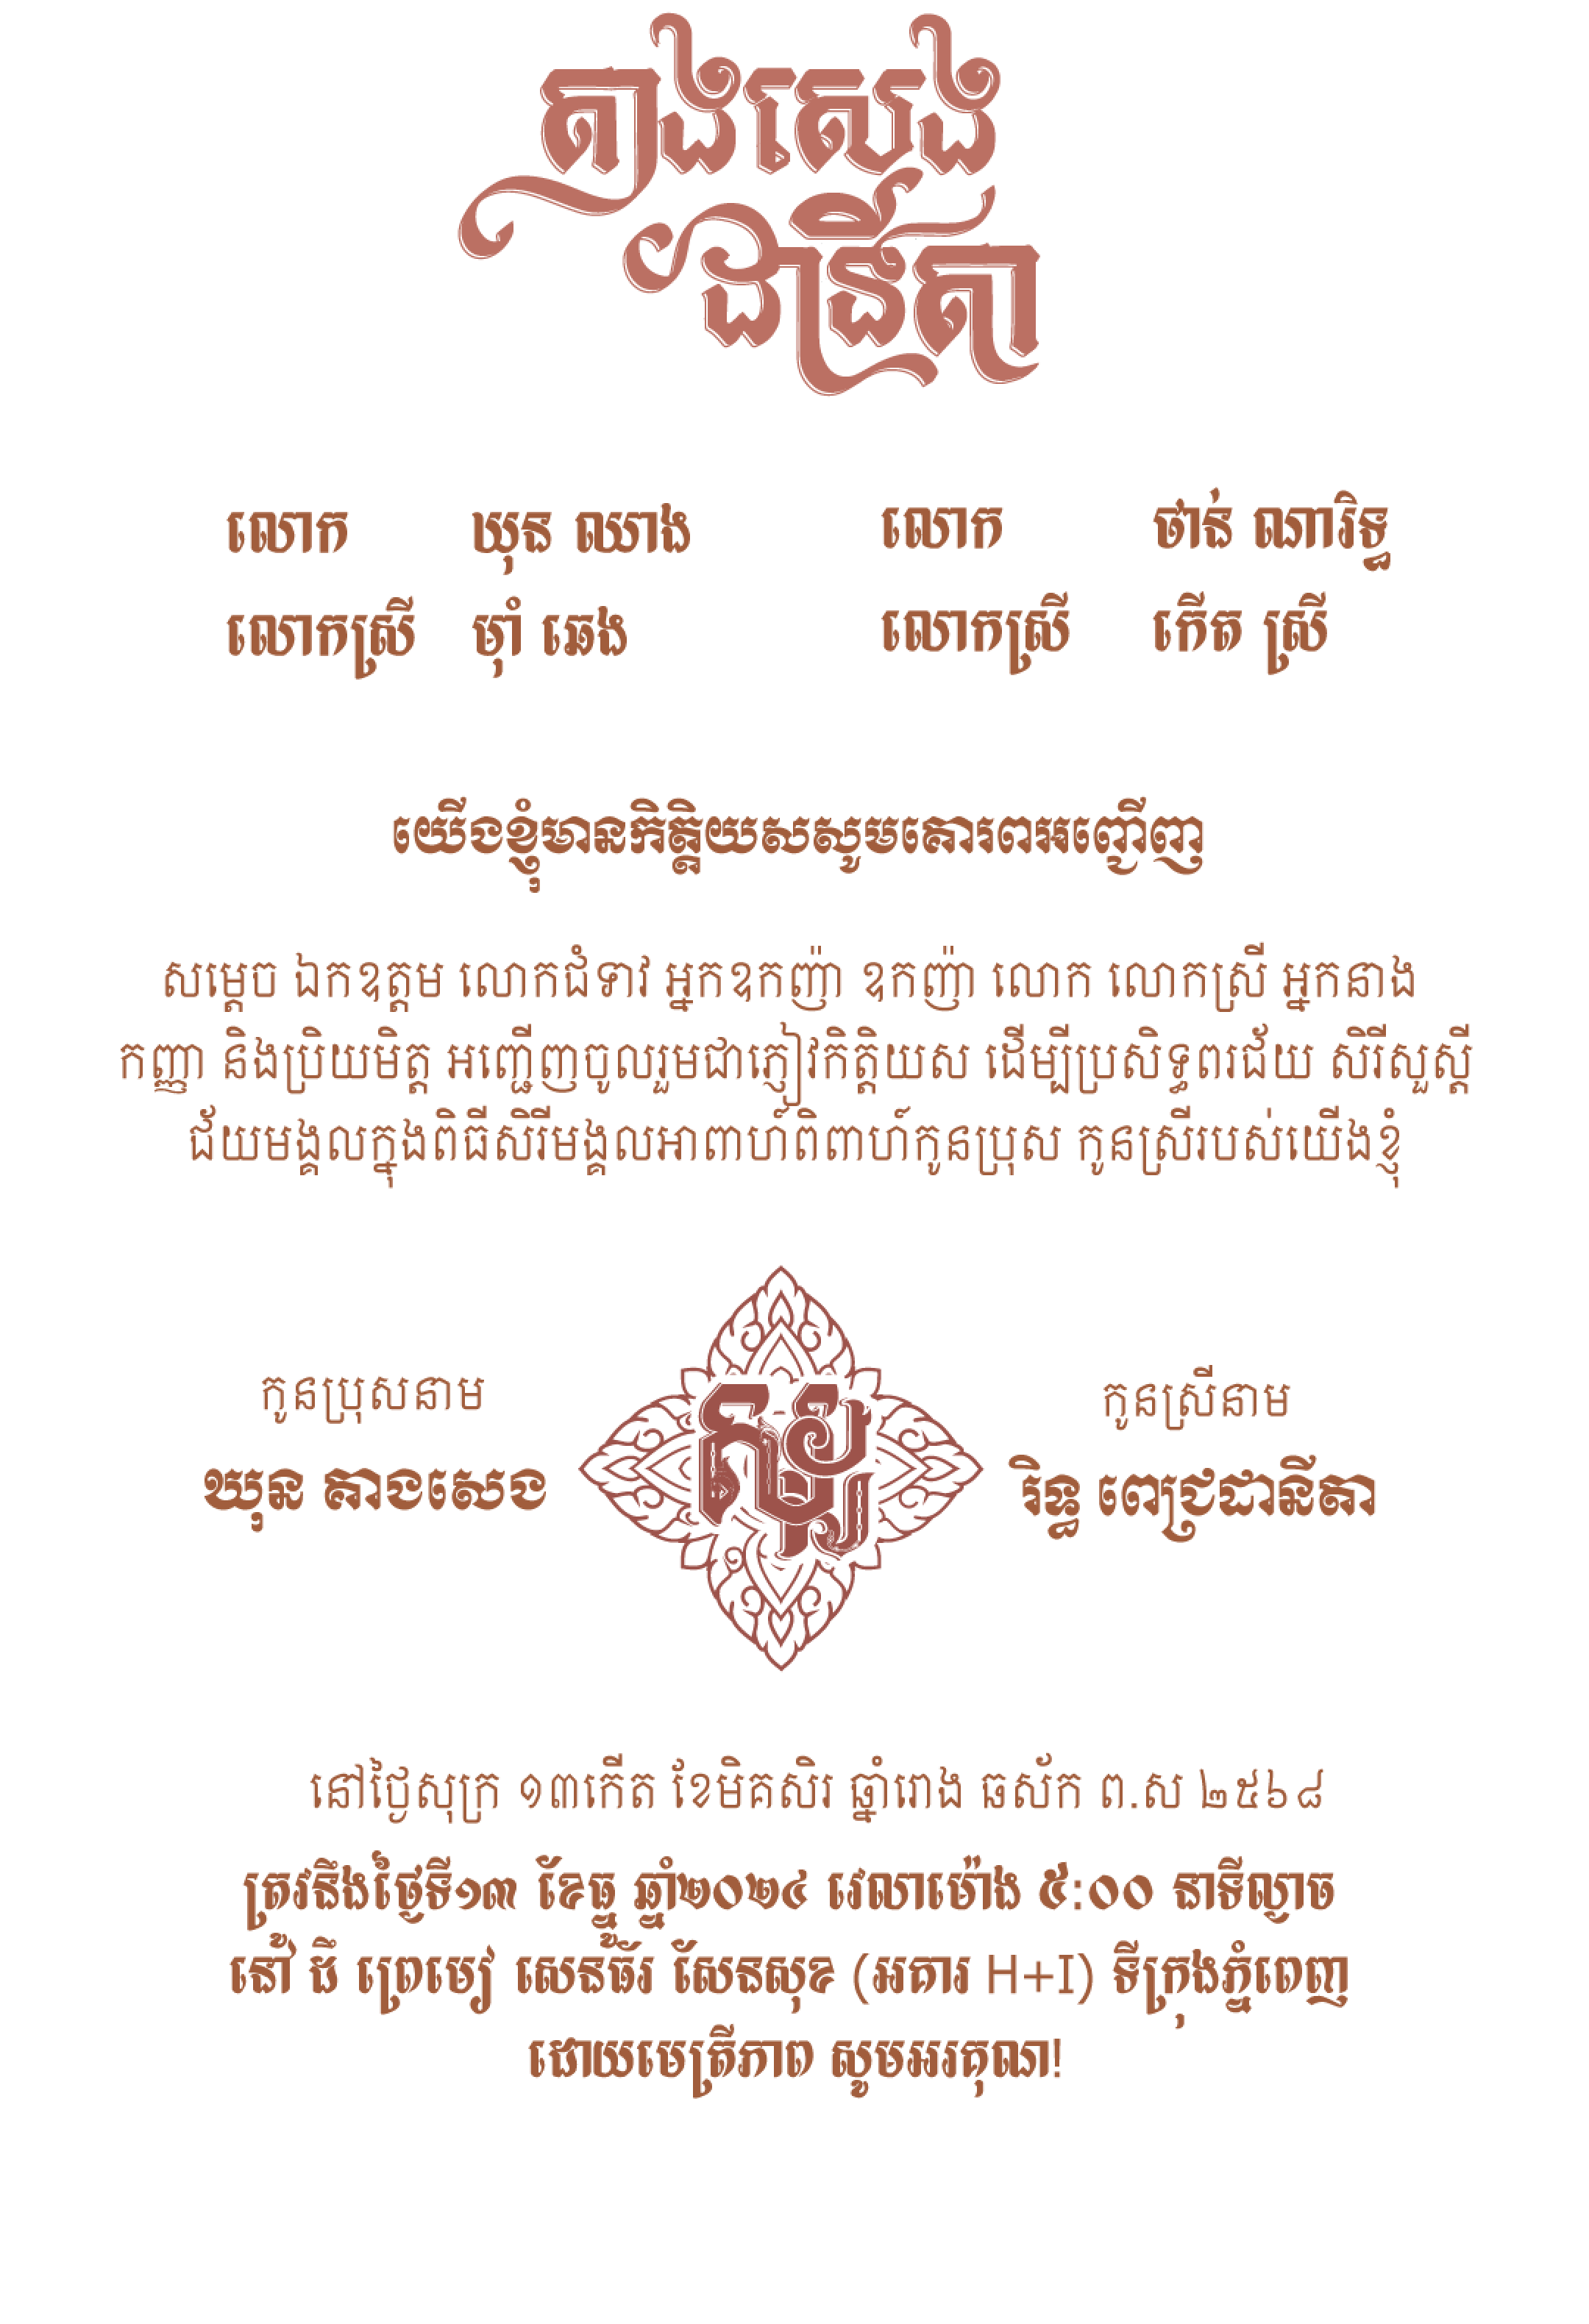 គាងសេង
ដានីតា
លោក ឃុន ឈាង លោក ថាន់ ណារិទ្ធ
លោកស្រី ម៉ុំ ឆេង លោកស្រី កើត ស្រី
យើងខ្ញុំមានកិត្តិយសសូមគោរពអញ្ជើញ
សម្តេច ឯកឧត្តម លោកជំទាវ អ្នកឧកញ៉ា ឧកញ៉ា លោក លោកស្រី អ្នកនាង
កញ្ញា និងប្រិយមិត្ត អញ្ជើញចូលរួមជាភ្ញៀវកិត្តិយស ដើម្បីប្រសិទ្ធពរជ័យ សិរីសួស្តី
ជ័យមង្គលក្នុងពិធីសិរីមង្គលអាពាហ៍ពិពាហ៍កូនប្រុស កូនស្រីរបស់យើងខ្ញុំ
កូនប្រុសនាម កូនស្រីនាម
ឃុន គាងសេង រិទ្ធ ពេជ្រដានីតា
នៅថ្ងៃសុក្រ ១៣កើត ខែមិគសិរ ឆ្នាំរោង ឆស័ក ព.ស ២៥៦៨
ត្រូវនឹងថ្ងៃទី១៣ ខែធ្នូ ឆ្នាំ២០២៤ វេលាម៉ោង ៥:០០ នាទីល្ងាច
នៅ ដឹ ព្រេមៀ សេនធ័រ សែនសុខ (អគារ H+I) ទីក្រុងភ្នំពេញ
ដោយមេត្រីភាព សូមអរគុណ!